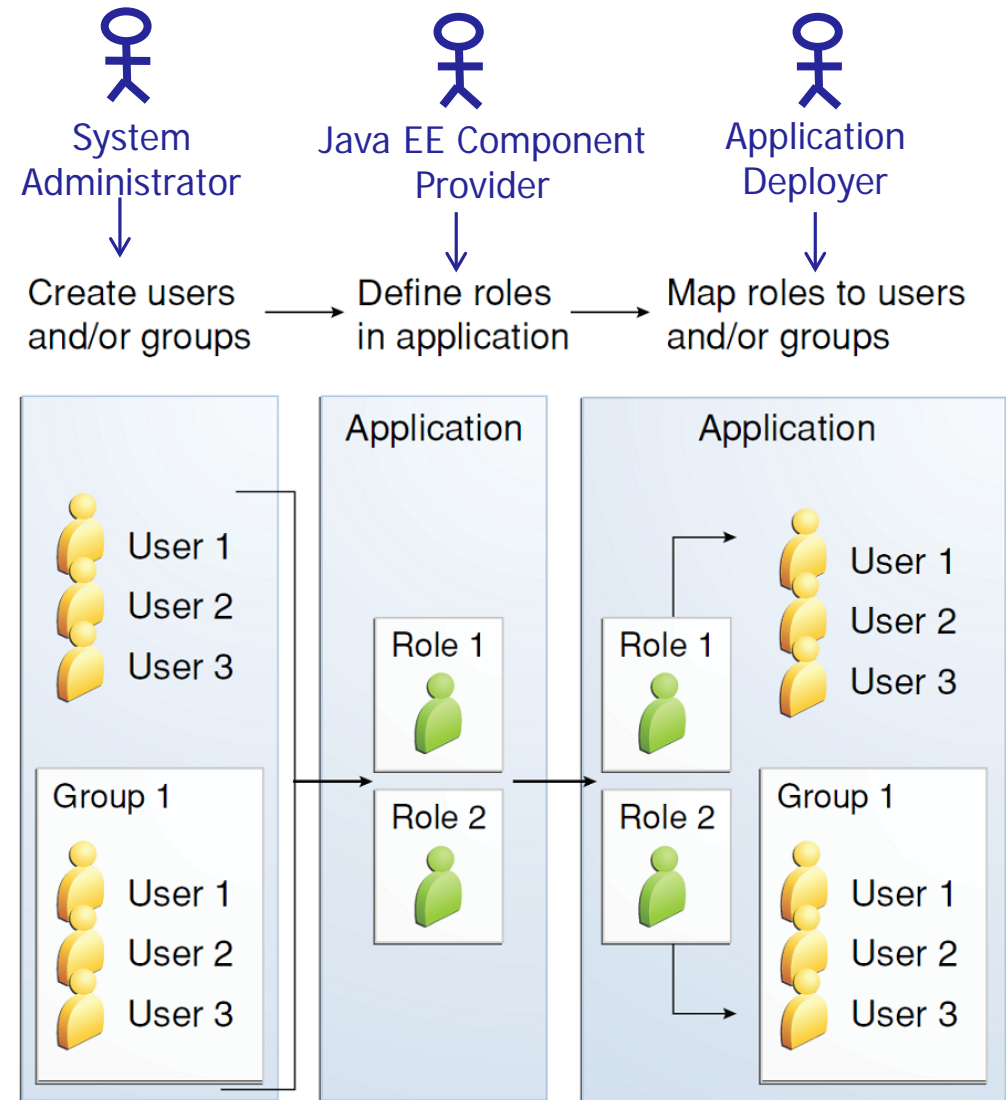 System
Administrator
Java EE Component
Provider
Application
Deployer
Create users
and/or groups
Define roles
in application
Map roles to users
and/or groups
User 1
User 2
User 3
Group 1
User 1
User 2
User 3
Application
Role 1
Role 2
Application
Role 1
Role 2
User 1
User 2
User 3
Group 1
User 1
User 2
User 3